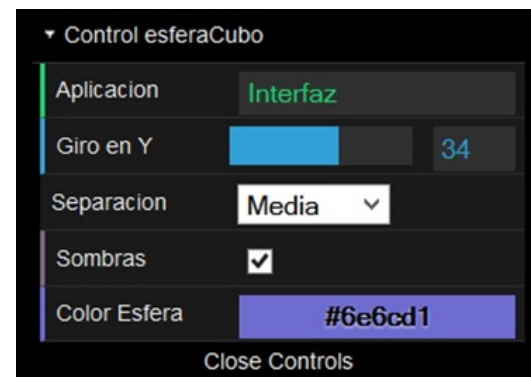 Control esferaCubo
Aplicacion Interfaz
Giro en Y 34
Separacion Media
Sombras
Color Esfera #6e6cd1
Close Controls